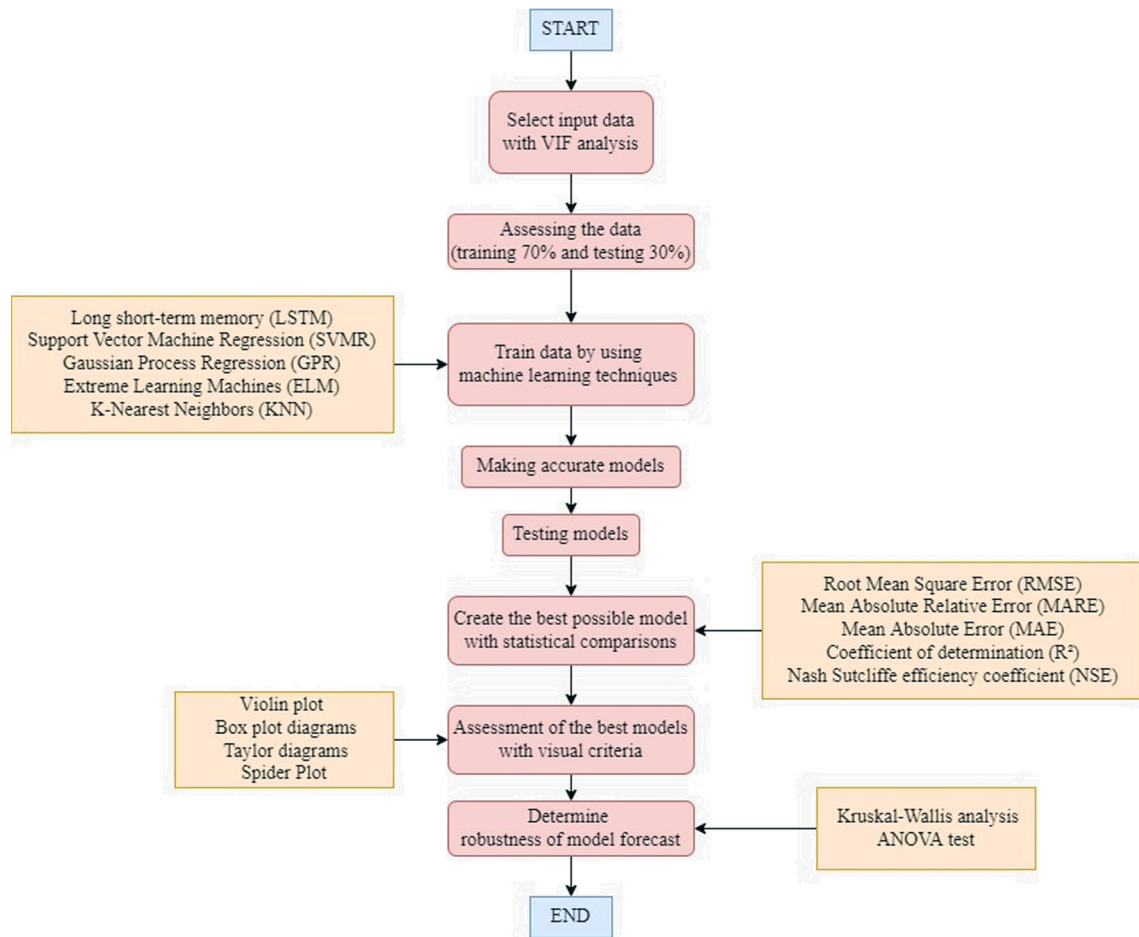 START
Select input data
with VIF analysis
Assessing the data
(training 70% and testing 30%)
Long short-term memory (LSTM)
Support Vector Machine Regression (SVMR)
Gaussian Process Regression (GPR)
Extreme Learning Machines (ELM)
K-Nearest Neighbors (KNN)
Train data by using
machine learning techniques
Making accurate models
Testing models
Create the best possible model
with statistical comparisons
Root Mean Square Error (RMSE)
Mean Absolute Relative Error (MARE)
Mean Absolute Error (MAE)
Coefficient of determination (R²)
Nash Sutcliffe efficiency coefficient (NSE)
Violin plot
Box plot diagrams
Taylor diagrams
Spider Plot
Assessment of the best models
with visual criteria
Determine
robustness of model forecast
Kruskal-Wallis analysis
ANOVA test
END